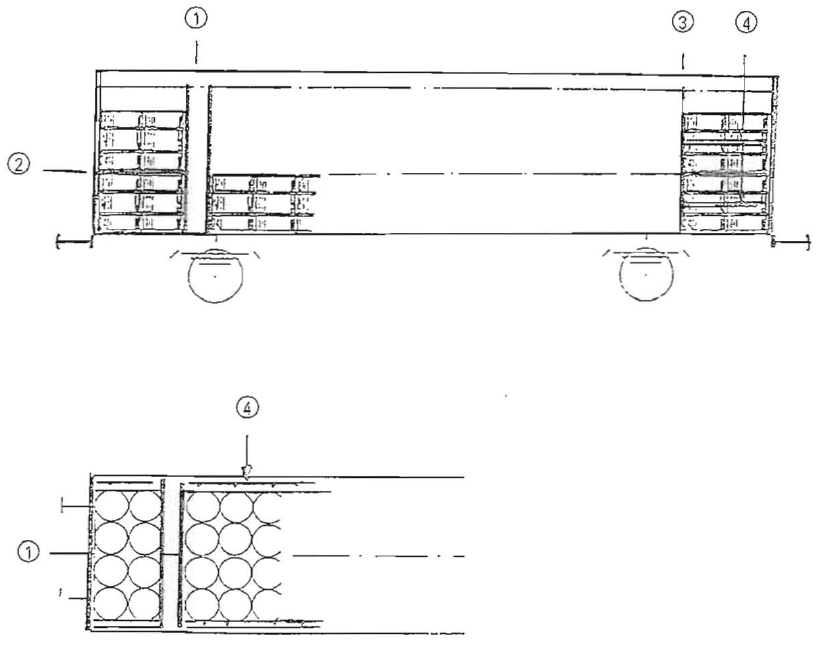 ① ③ ④
②
④
①